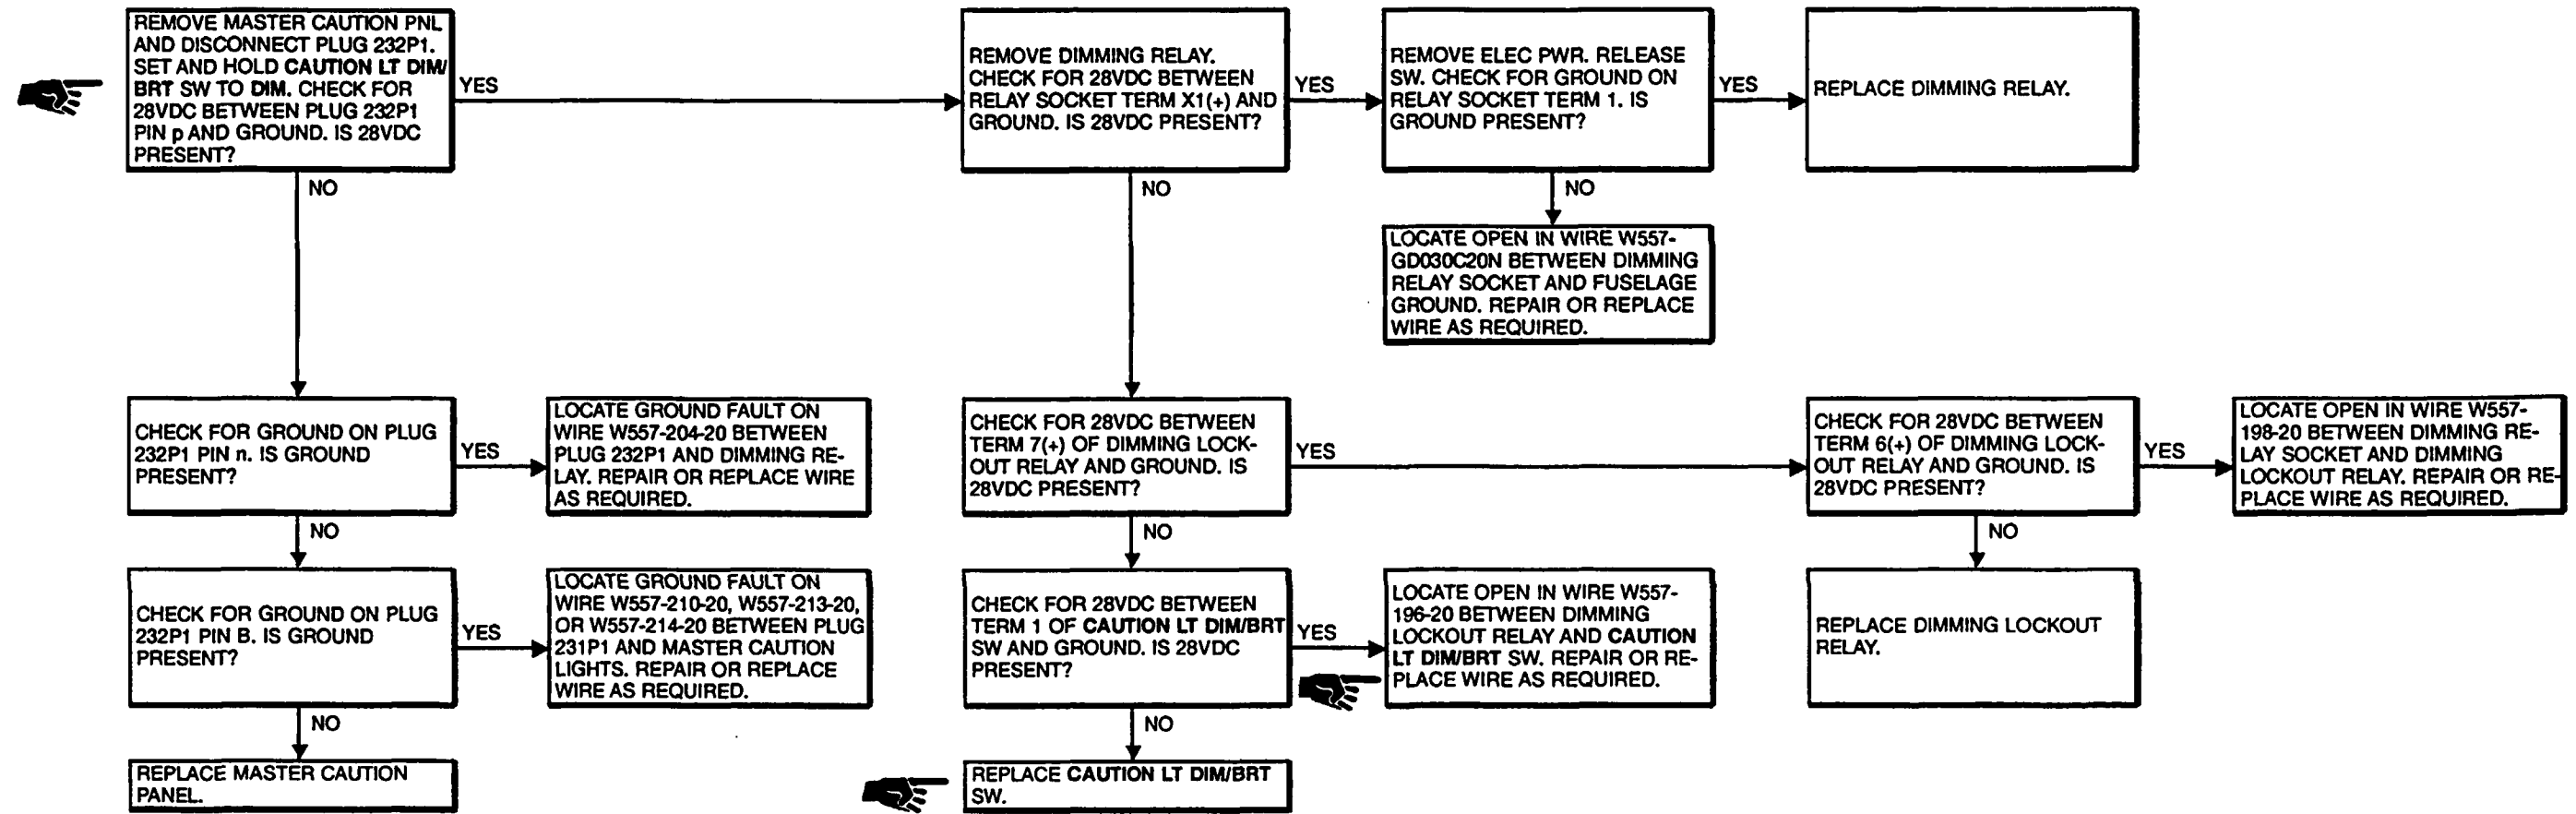 REMOVE MASTER CAUTION PNL
AND DISCONNECT PLUG 232P1.
SET AND HOLD CAUTION LT DIM/
BRT SW TO DIM. CHECK FOR
28VDC BETWEEN PLUG 232P1
PIN p AND GROUND. IS 28VDC
PRESENT?
YES
REMOVE DIMMING RELAY.
CHECK FOR 28VDC BETWEEN
RELAY SOCKET TERM X1(+) AND
GROUND. IS 28VDC PRESENT?
YES
REMOVE ELEC PWR. RELEASE
SW. CHECK FOR GROUND ON
RELAY SOCKET TERM 1. IS
GROUND PRESENT?
YES
REPLACE DIMMING RELAY.
NO
NO
NO
LOCATE OPEN IN WIRE W557-
GD030C20N BETWEEN DIMMING
RELAY SOCKET AND FUSELAGE
GROUND. REPAIR OR REPLACE
WIRE AS REQUIRED.
CHECK FOR GROUND ON PLUG
232P1 PIN n. IS GROUND
PRESENT?
YES
LOCATE GROUND FAULT ON
WIRE W557-204-20 BETWEEN
PLUG 232P1 AND DIMMING RE-
LAY. REPAIR OR REPLACE WIRE
AS REQUIRED.
CHECK FOR 28VDC BETWEEN
TERM 7(+) OF DIMMING LOCK-
OUT RELAY AND GROUND. IS
28VDC PRESENT?
YES
CHECK FOR 28VDC BETWEEN
TERM 6(+) OF DIMMING LOCK-
OUT RELAY AND GROUND. IS
28VDC PRESENT?
YES
LOCATE OPEN IN WIRE W557-
198-20 BETWEEN DIMMING RE-
LAY SOCKET AND DIMMING
LOCKOUT RELAY. REPAIR OR RE-
PLACE WIRE AS REQUIRED.
NO
NO
NO
CHECK FOR GROUND ON PLUG
232P1 PIN B. IS GROUND
PRESENT?
YES
LOCATE GROUND FAULT ON
WIRE W557-210-20, W557-213-20,
OR W557-214-20 BETWEEN PLUG
231P1 AND MASTER CAUTION
LIGHTS. REPAIR OR REPLACE
WIRE AS REQUIRED.
CHECK FOR 28VDC BETWEEN
TERM 1 OF CAUTION LT DIM/BRT
SW AND GROUND. IS 28VDC
PRESENT?
YES
LOCATE OPEN IN WIRE W557-
196-20 BETWEEN DIMMING
LOCKOUT RELAY AND CAUTION
LT DIM/BRT SW. REPAIR OR RE-
PLACE WIRE AS REQUIRED.
REPLACE DIMMING LOCKOUT
RELAY.
NO
NO
REPLACE MASTER CAUTION
PANEL.
REPLACE CAUTION LT DIM/BRT
SW.